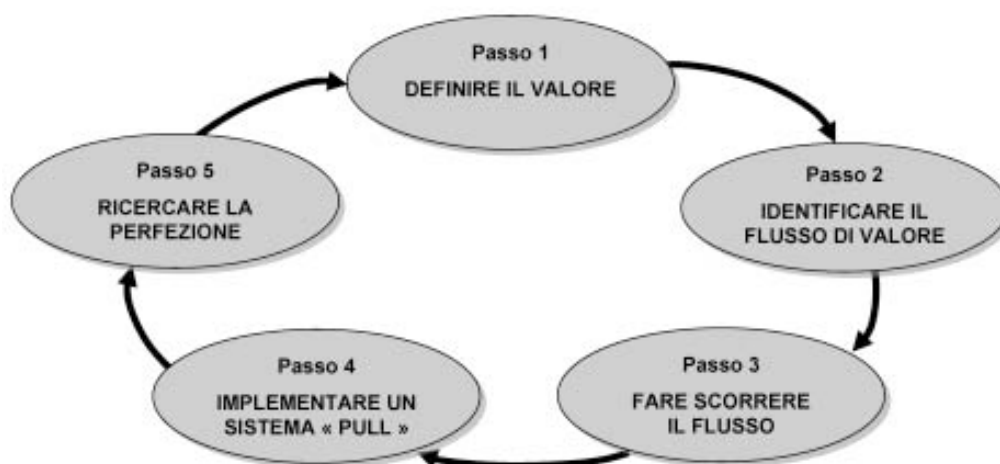 Passo 1
DEFINIRE IL VALORE
Passo 2
IDENTIFICARE IL
FLUSSO DI VALORE
Passo 3
FARE SCORRERE
IL FLUSSO
Passo 4
IMPLEMENTARE UN
SISTEMA « PULL »
Passo 5
RICERCARE LA
PERFEZIONE